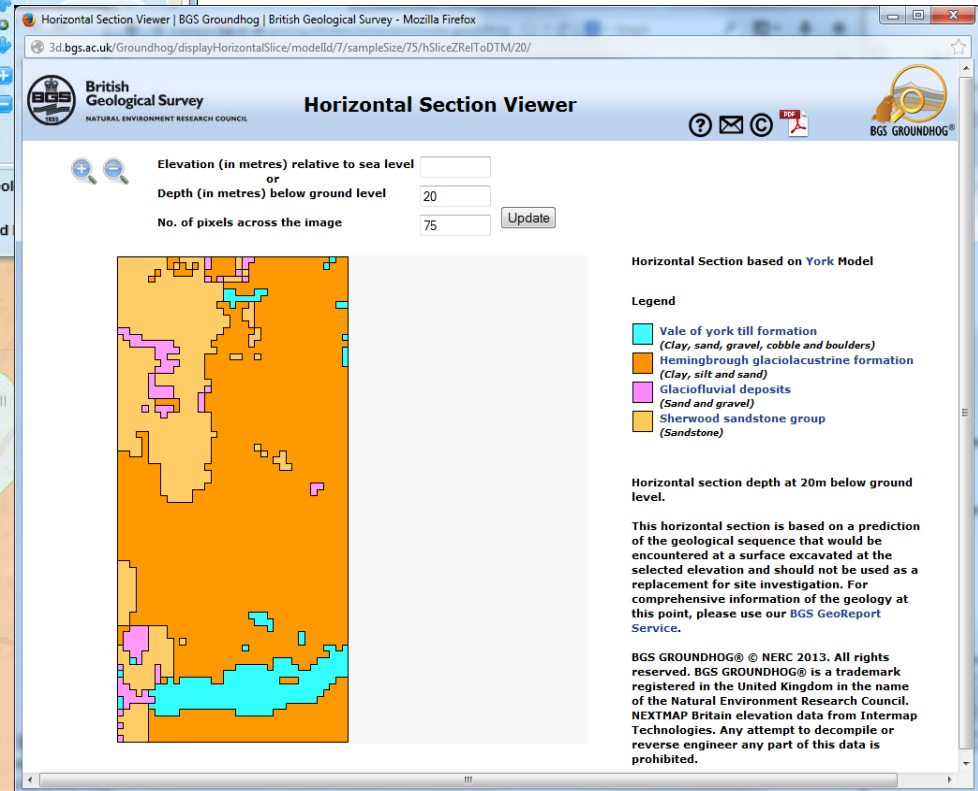 Horizontal Section Viewer | BGS Groundhog | British Geological Survey - Mozilla Firefox
3d.bgs.ac.uk/Groundhog/displayHorizontalSlice/modelId/7/sampleSize/75/hSliceZRelToDTM/20/
BGS
1835
British
Geological Survey
NATURAL ENVIRONMENT RESEARCH COUNCIL
Horizontal Section Viewer
? © PDF
BGS GROUNDHOG®
Elevation (in metres) relative to sea level
or
Depth (in metres) below ground level 20
No. of pixels across the image 75 Update
Horizontal Section based on York Model
Legend
Vale of york till formation
(Clay, sand, gravel, cobble and boulders)
Hemingbrough glaciolacustrine formation
(Clay, silt and sand)
Glaciofluvial deposits
(Sand and gravel)
Sherwood sandstone group
(Sandstone)
Horizontal section depth at 20m below ground
level.
This horizontal section is based on a prediction
of the geological sequence that would be
encountered at a surface excavated at the
selected elevation and should not be used as a
replacement for site investigation. For
comprehensive information of the geology at
this point, please use our BGS GeoReport
Service.
BGS GROUNDHOG® © NERC 2013. All rights
reserved. BGS GROUNDHOG® is a trademark
registered in the United Kingdom in the name
of the Natural Environment Research Council.
NEXTMAP Britain elevation data from Intermap
Technologies. Any attempt to decompile or
reverse engineer any part of this data is
prohibited.